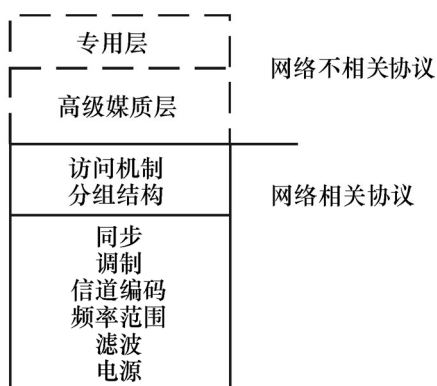 专用层
网络不相关协议
高级媒质层
访问机制
分组结构
网络相关协议
同步
调制
信道编码
频率范围
滤波
电源